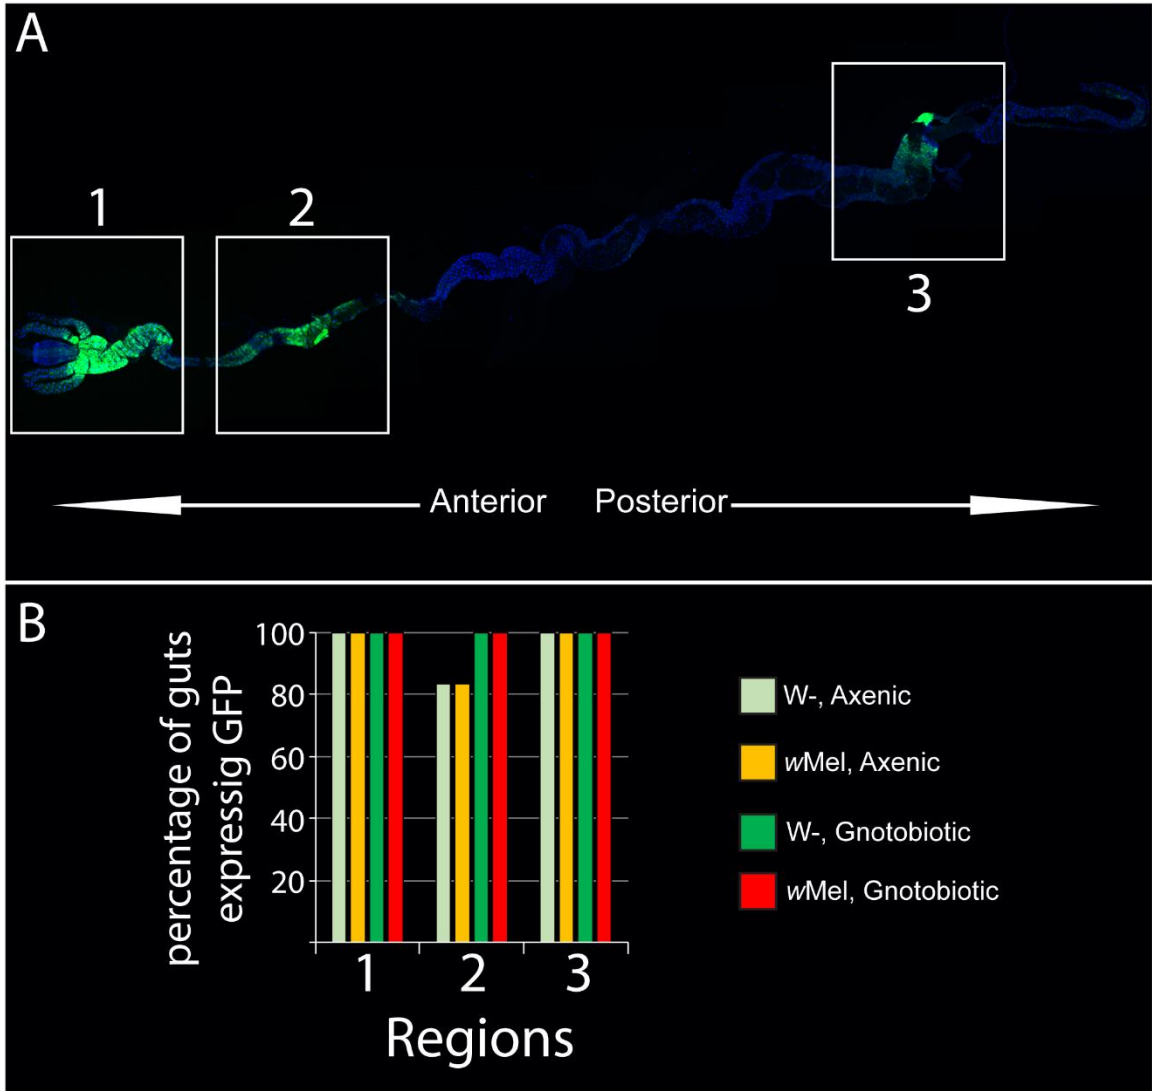 A
1
2
3
Anterior Posterior
B
percentage of guts
expressig GFP
100
80
60
40
20
1 2 3
Regions
W-, Axenic
wMel, Axenic
W-, Gnotobiotic
wMel, Gnotobiotic